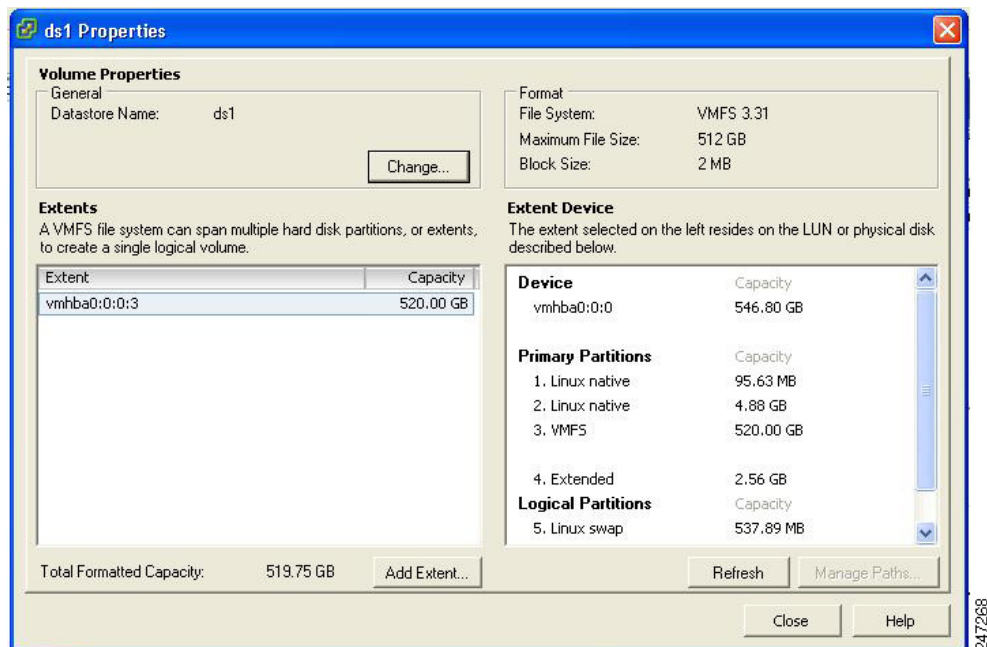 ds1 Properties
Volume Properties
General
Datastore Name: ds1
Change...
Format
File System: VMFS 3.31
Maximum File Size: 512 GB
Block Size: 2 MB
Extents
A VMFS file system can span multiple hard disk partitions, or extents,
to create a single logical volume.
Extent Capacity
vmhba0:0:0:3 520.00 GB
Extent Device
The extent selected on the left resides on the LUN or physical disk
described below.
Device Capacity
vmhba0:0:0 546.80 GB
Primary Partitions Capacity
1. Linux native 95.63 MB
2. Linux native 4.88 GB
3. VMFS 520.00 GB
4. Extended 2.56 GB
Logical Partitions Capacity
5. Linux swap 537.89 MB
Total Formatted Capacity: 519.75 GB
Add Extent...
Refresh
Manage Paths...
Close
Help
247268